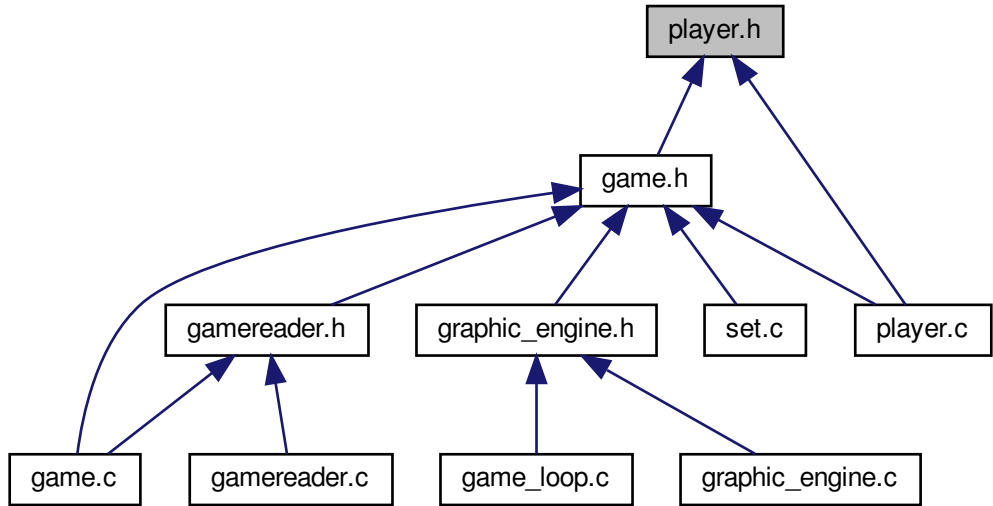 player.h
game.h
gamereader.h
graphic_engine.h
set.c
player.c
game.c
gamereader.c
game_loop.c
graphic_engine.c